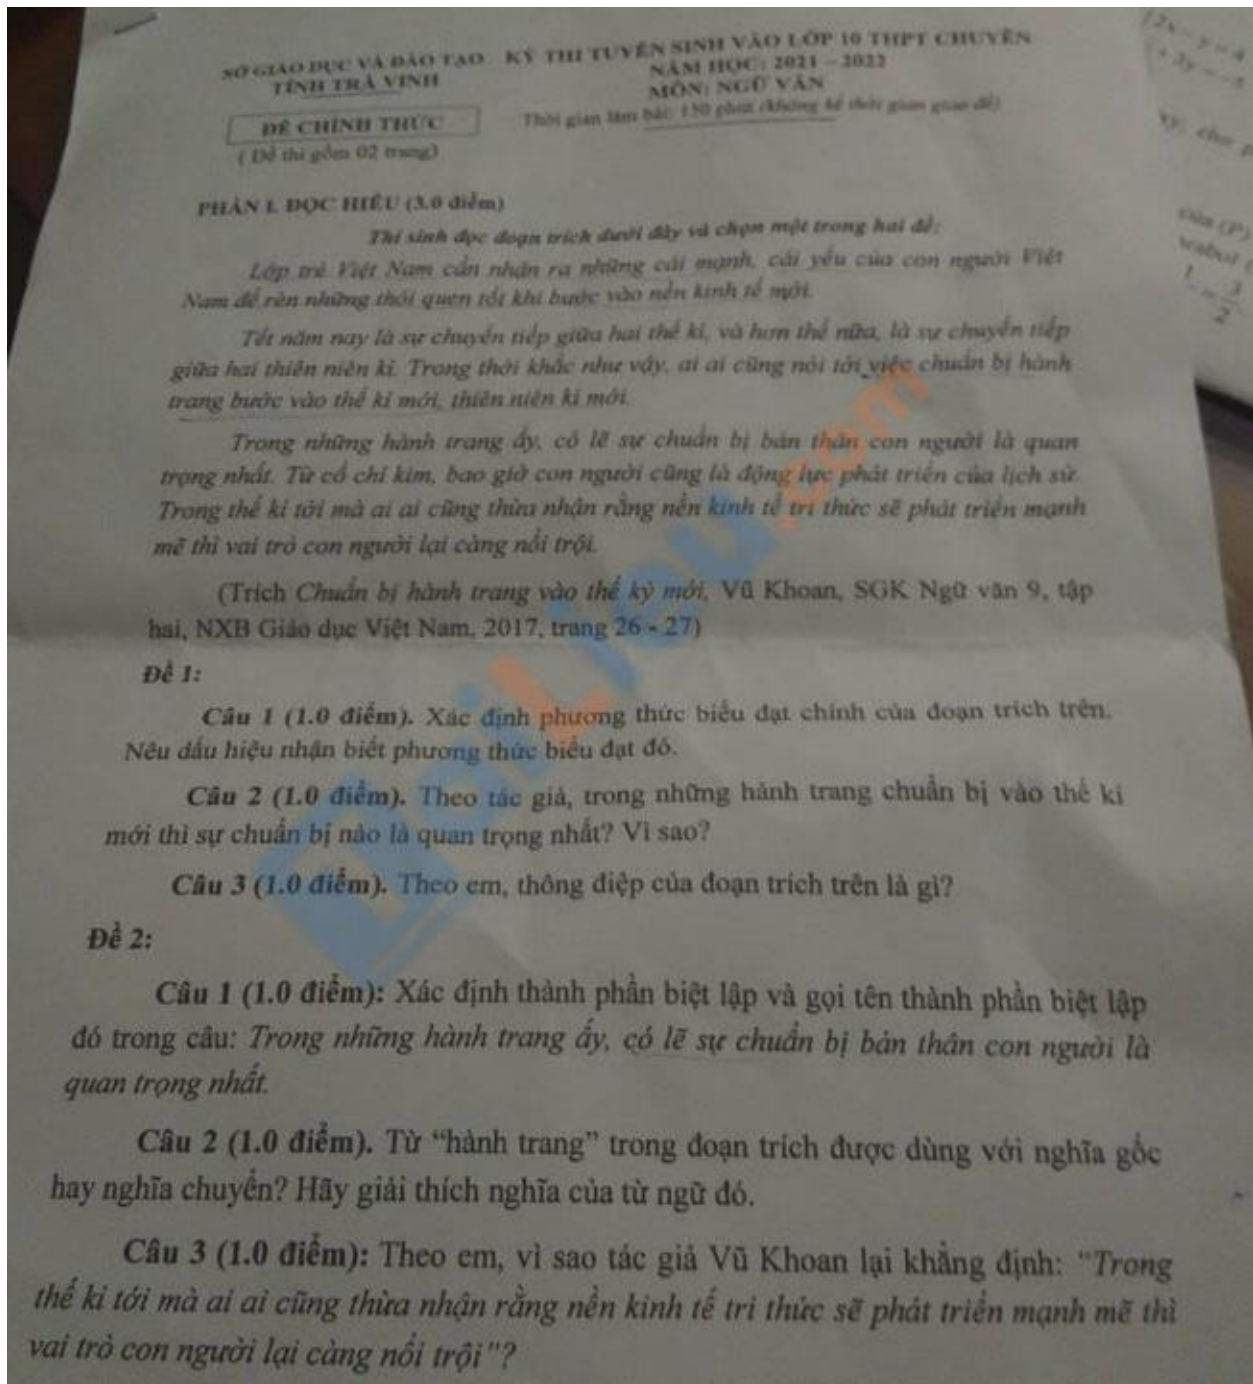 SỞ GIÁO DỤC VÀ ĐÀO TẠO
TỈNH TRÀ VINH
KỲ THI TUYỂN SINH VÀO LỚP 10 THPT CHUYÊN
NĂM HỌC: 2021 – 2022
MÔN: NGỮ VĂN
ĐỀ CHÍNH THỨC
Thời gian làm bài: 150 phút (không kể thời gian giao đề)
( Đề thi gồm 02 trang)
PHẦN I. ĐỌC HIỂU (3.0 điểm)
Thí sinh đọc đoạn trích dưới đây và chọn một trong hai đề:
Lớp trẻ Việt Nam cần nhận ra những cái mạnh, cái yếu của con người Việt
Nam để rèn những thói quen tốt khi bước vào nền kinh tế mới.
Tết năm nay là sự chuyển tiếp giữa hai thế kỉ, và hơn thế nữa, là sự chuyển tiếp
giữa hai thiên niên kỉ. Trong thời khắc như vậy, ai ai cũng nói tới việc chuẩn bị hành
trang bước vào thế kỉ mới, thiên niên kỉ mới.
Trong những hành trang ấy, có lẽ sự chuẩn bị bản thân con người là quan
trọng nhất. Từ cổ chí kim, bao giờ con người cũng là động lực phát triển của lịch sử.
Trong thế kỉ tới mà ai ai cũng thừa nhận rằng nền kinh tế tri thức sẽ phát triển mạnh
mẽ thì vai trò con người lại càng nổi trội.
(Trích Chuẩn bị hành trang vào thế kỷ mới, Vũ Khoan, SGK Ngữ văn 9, tập
hai, NXB Giáo dục Việt Nam, 2017, trang 26 - 27)
Đề 1:
Câu 1 (1.0 điểm). Xác định phương thức biểu đạt chính của đoạn trích trên.
Nêu dấu hiệu nhận biết phương thức biểu đạt đó.
Câu 2 (1.0 điểm). Theo tác giả, trong những hành trang chuẩn bị vào thế kỉ
mới thì sự chuẩn bị nào là quan trọng nhất? Vì sao?
Câu 3 (1.0 điểm). Theo em, thông điệp của đoạn trích trên là gì?
Đề 2:
Câu 1 (1.0 điểm): Xác định thành phần biệt lập và gọi tên thành phần biệt lập
đó trong câu: Trong những hành trang ấy, có lẽ sự chuẩn bị bản thân con người là
quan trọng nhất.
Câu 2 (1.0 điểm). Từ “hành trang” trong đoạn trích được dùng với nghĩa gốc
hay nghĩa chuyển? Hãy giải thích nghĩa của từ ngữ đó.
Câu 3 (1.0 điểm): Theo em, vì sao tác giả Vũ Khoan lại khẳng định: “Trong
thế kỉ tới mà ai ai cũng thừa nhận rằng nền kinh tế tri thức sẽ phát triển mạnh mẽ thì
vai trò con người lại càng nổi trội”?
TaiLieu.com